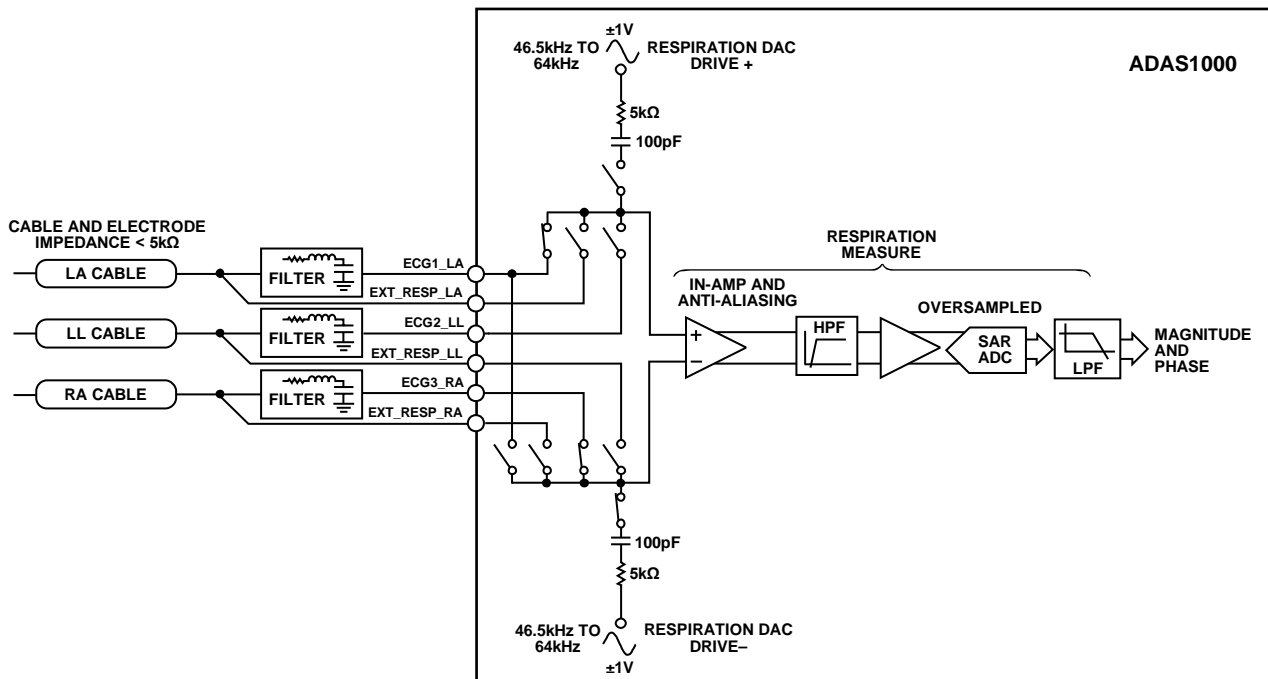 ±1V
46.5kHz TO
64kHz
RESPIRATION DAC
DRIVE +
ADAS1000
5kΩ
100pF
CABLE AND ELECTRODE
IMPEDANCE < 5kΩ
LA CABLE
FILTER
ECG1_LA
EXT_RESP_LA
LL CABLE
FILTER
ECG2_LL
EXT_RESP_LL
RA CABLE
FILTER
ECG3_RA
EXT_RESP_RA
RESPIRATION
MEASURE
IN-AMP AND
ANTI-ALIASING
+
–
HPF
OVERSAMPLED
SAR
ADC
LPF
MAGNITUDE
AND
PHASE
100pF
5kΩ
46.5kHz TO
64kHz
RESPIRATION DAC
DRIVE–
±1V